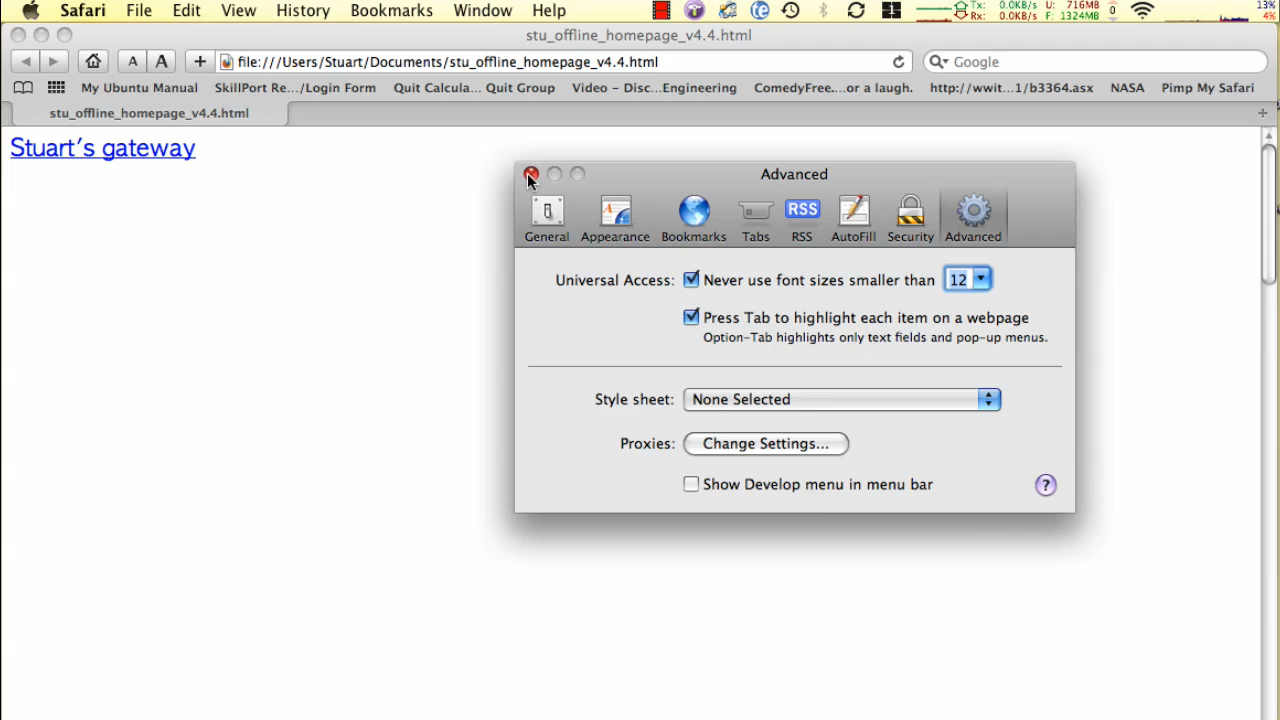 Safari File Edit View History Bookmarks Window Help 1 Tx: 0.0KB/s U: 716MB 0 13%
Rx: 0.0KB/s F: 1324MB 4%
stu_offline_homepage_v4.4.html
A A + file:///Users/Stuart/Documents/stu_offline_homepage_v4.4.html Google
My Ubuntu Manual SkillPort Re.../Login Form Quit Calcula... Quit Group Video – Disc...Engineering ComedyFree....or a laugh. http://wwit...1/b3364.asx NASA Pimp My Safari
stu_offline_homepage_v4.4.html +
Stuart's gateway
Advanced
RSS
General Appearance Bookmarks Tabs RSS AutoFill Security Advanced
Universal Access: Never use font sizes smaller than 12
Press Tab to highlight each item on a webpage
Option-Tab highlights only text fields and pop-up menus.
Style sheet: None Selected
Proxies: Change Settings...
Show Develop menu in menu bar ?